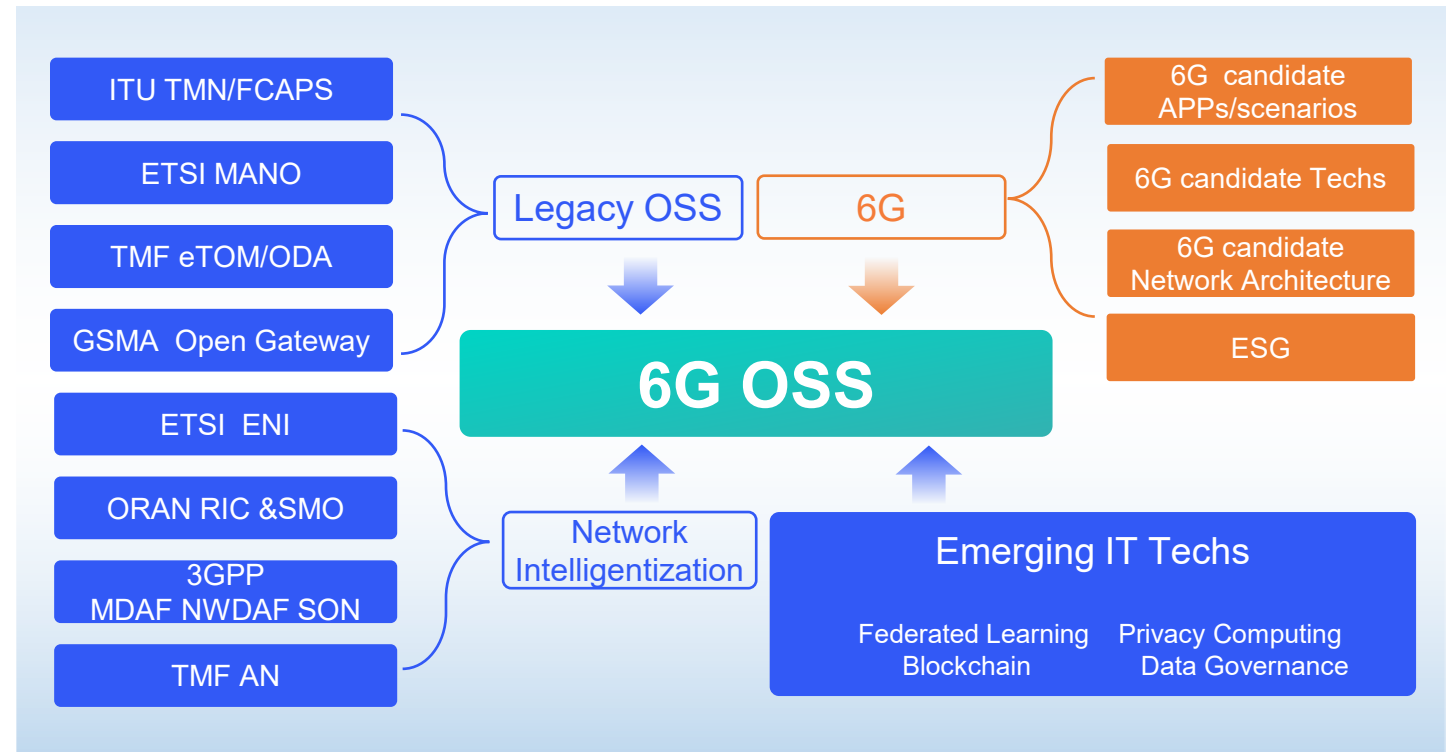 ITU TMN/FCAPS
ETSI MANO
TMF eTOM/ODA
GSMA Open Gateway
ETSI ENI
ORAN RIC &SMO
3GPP
MDAF NWDAF SON
TMF AN
Legacy OSS
6G
6G OSS
Network
Intelligentization
6G candidate
APPs/scenarios
6G candidate Techs
6G candidate
Network Architecture
ESG
Emerging IT Techs
Federated Learning Privacy Computing
Blockchain Data Governance